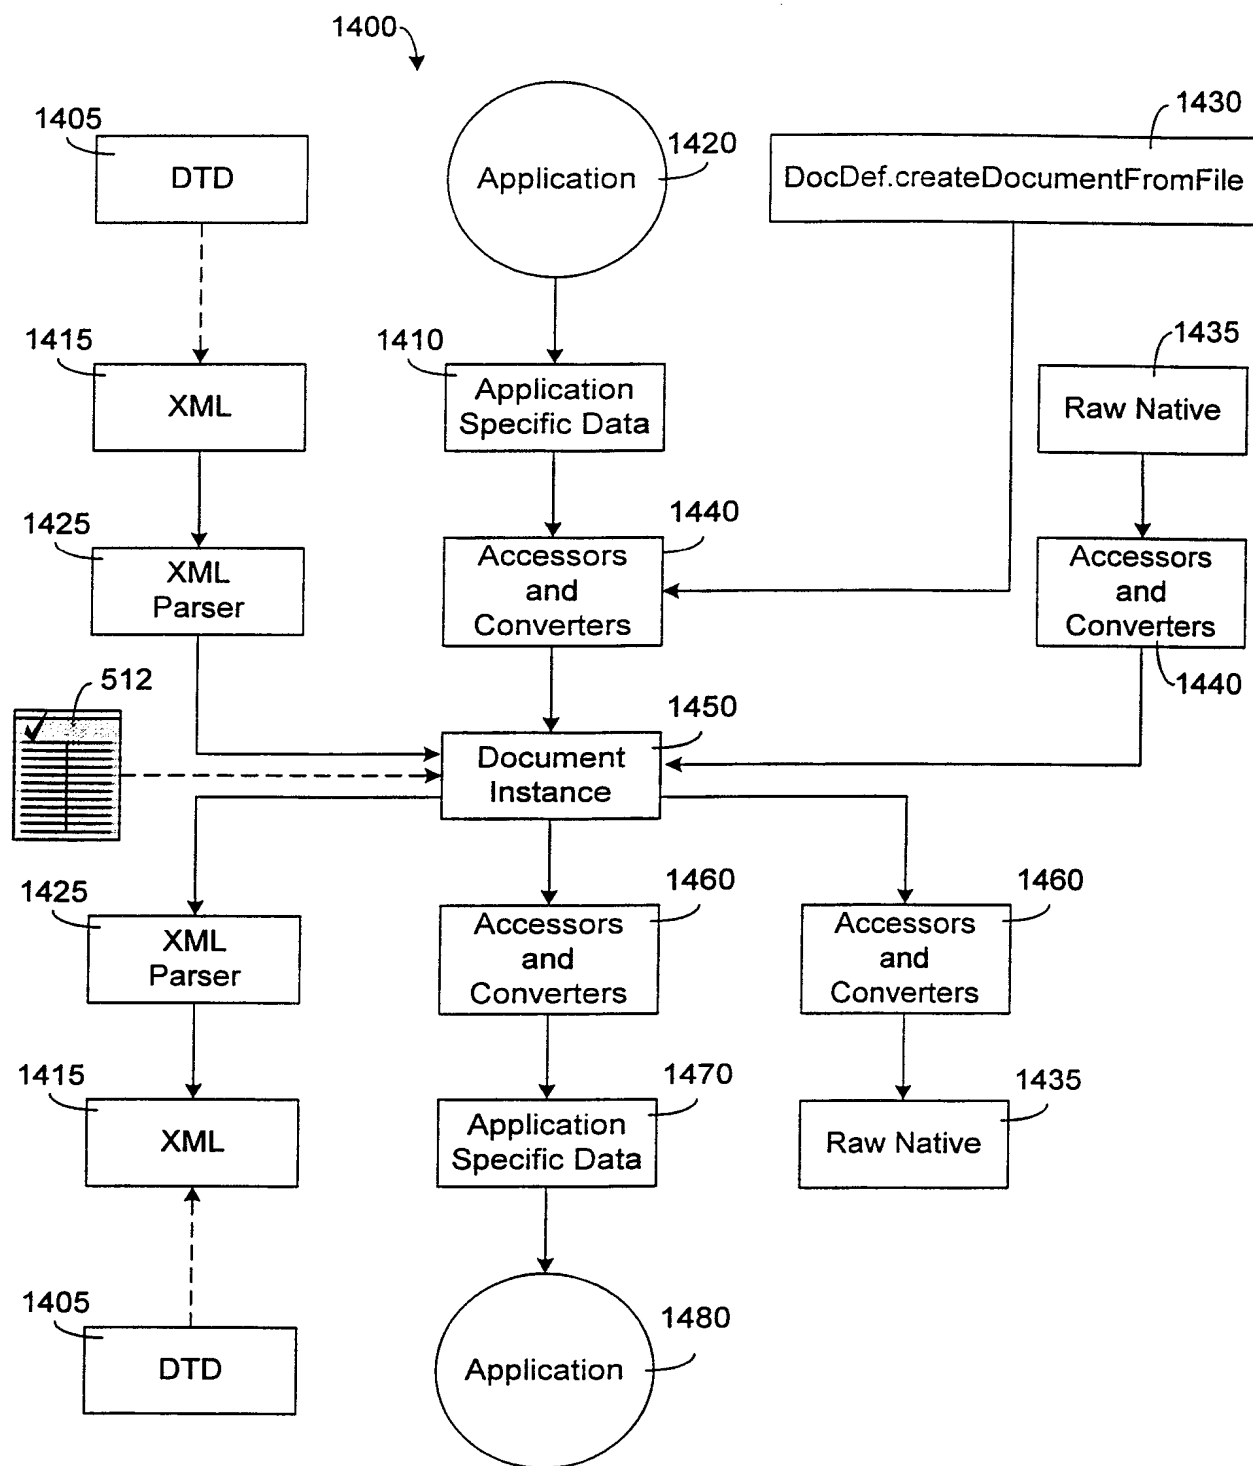 1400
1405
DTD
1420
Application
1430
DocDef.createDocumentFromFile
1415
XML
1410
Application
Specific Data
1435
Raw Native
1425
XML
Parser
1440
Accessors
and
Converters
Accessors
and
Converters
1440
512
1450
Document
Instance
1425
XML
Parser
1460
Accessors
and
Converters
1460
Accessors
and
Converters
1415
XML
1470
Application
Specific Data
1435
Raw Native
1405
DTD
1480
Application